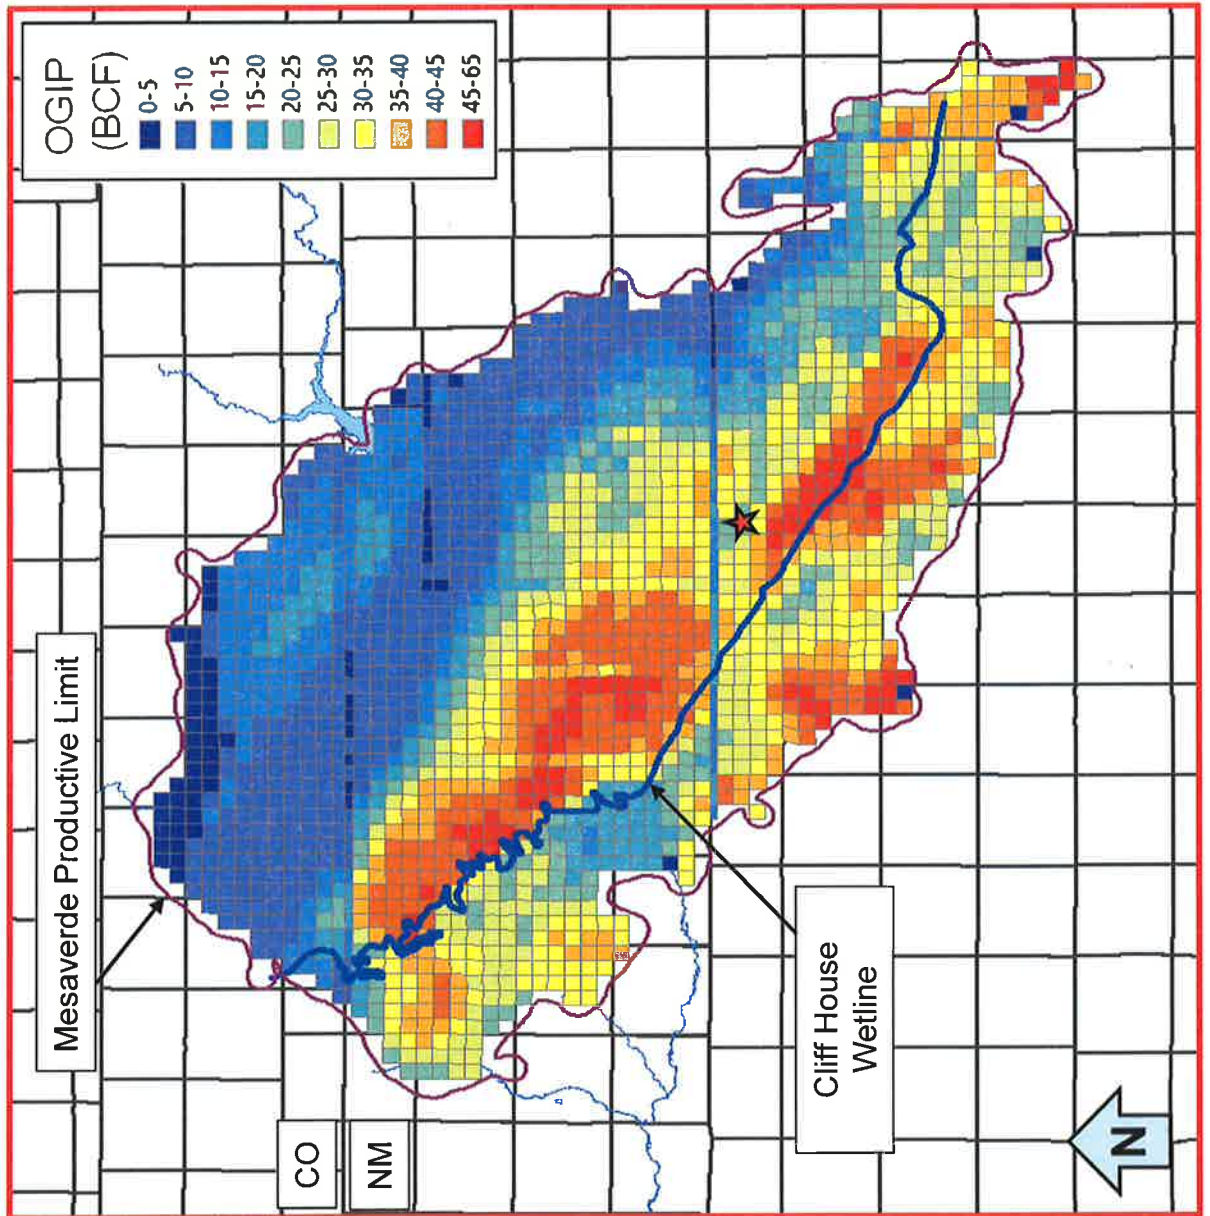 OGIP
(BCF)
0-5
5-10
10-15
15-20
20-25
25-30
30-35
35-40
40-45
45-65
Mesaverde Productive Limit
CO
NM
Cliff House
Wetline
N